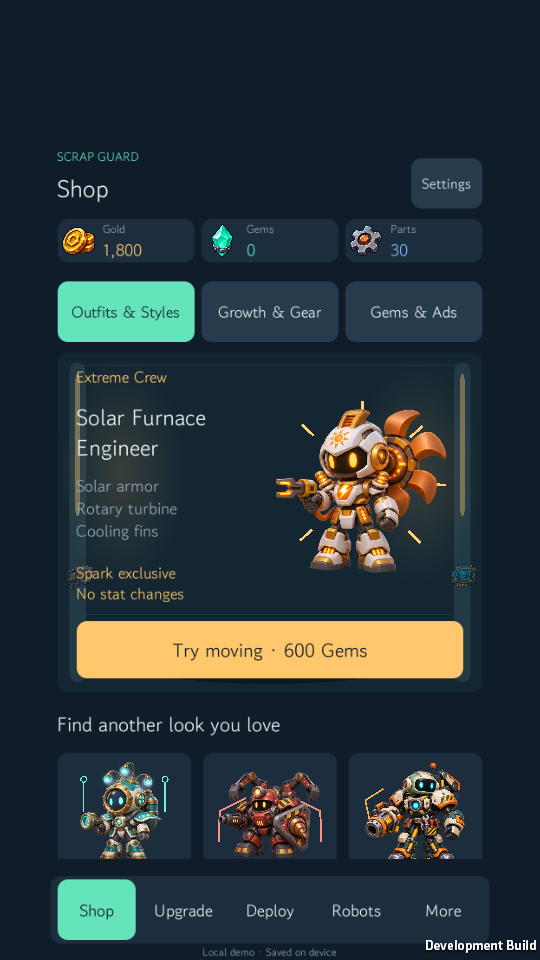 SCRAP GUARD
Shop
Settings
Gold
1,800
Gems
0
Parts
30
Outfits & Styles
Growth & Gear
Gems & Ads
Extreme Crew
Solar Furnace
Engineer
Solar armor
Rotary turbine
Cooling fins
Spark exclusive
No stat changes
Try moving · 600 Gems
Find another look you love
Shop
Upgrade
Deploy
Robots
More
Local demo · Saved on device
Development Build